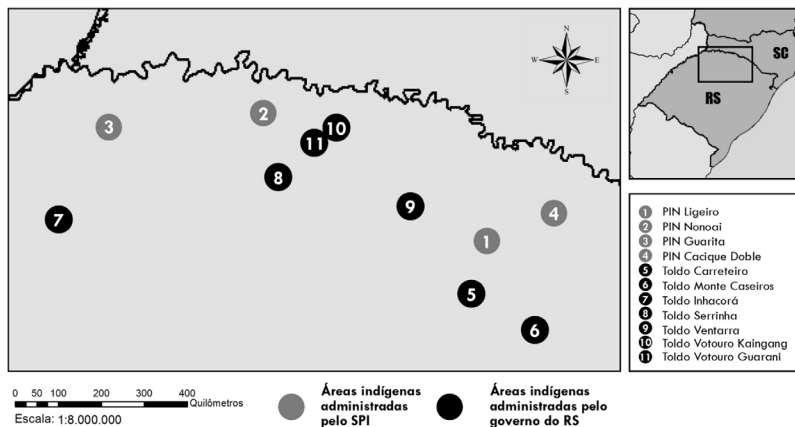 N
W E
S
3
2
10
11
8
7
9
4
1
5
6
SC
RS
1 PIN Ligeiro
2 PIN Nonoai
3 PIN Guarita
4 PIN Cacique Doble
5 Toldo Carreteiro
6 Toldo Monte Caseiros
7 Toldo Inhacorá
8 Toldo Serrinha
9 Toldo Ventarra
10 Toldo Votouro Kaingang
11 Toldo Votouro Guarani
0 50 100 200 300 400
Quilômetros
Escala: 1:8.000.000
Áreas indígenas
administradas
pelo SPI
Áreas indígenas
administradas pelo
governo do RS